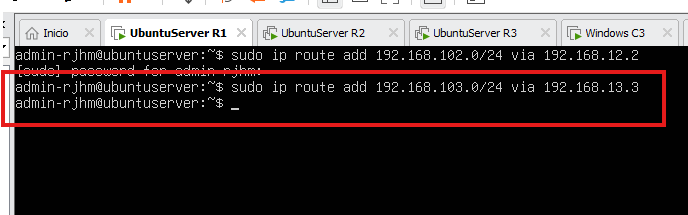 Inicio
UbuntuServer R1
UbuntuServer R2
UbuntuServer R3
Windows C3
admin-rjhm@ubuntuserver:~$ sudo ip route add 192.168.102.0/24 via 192.168.12.2
[sudo] password for admin-rjhm:
admin-rjhm@ubuntuserver:~$ sudo ip route add 192.168.103.0/24 via 192.168.13.3
admin-rjhm@ubuntuserver:~$ _